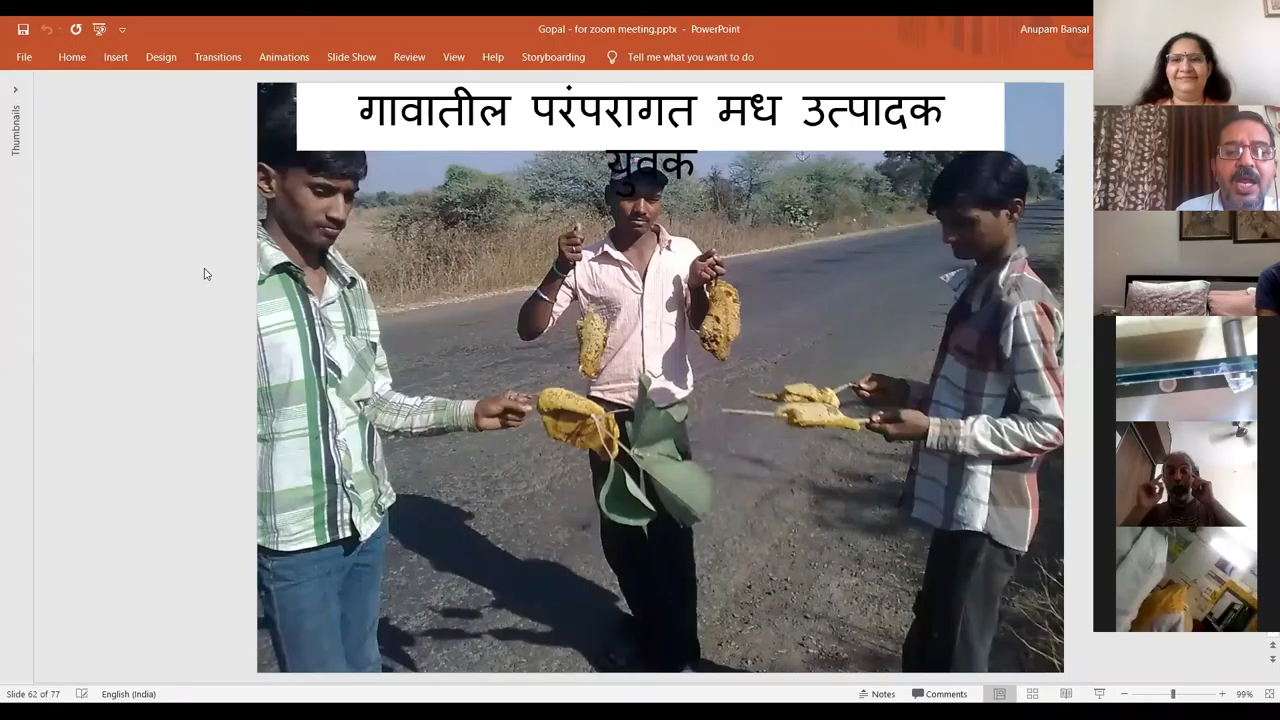 Gopal - for zoom meeting.pptx - PowerPoint
Anupam Bansal
File Home Insert Design Transitions Animations Slide Show Review View Help Storyboarding Tell me what you want to do
Thumbnails
गावातील परंपरागत मध उत्पादक
युवक
Slide 62 of 77 English (India) Notes Comments 99%